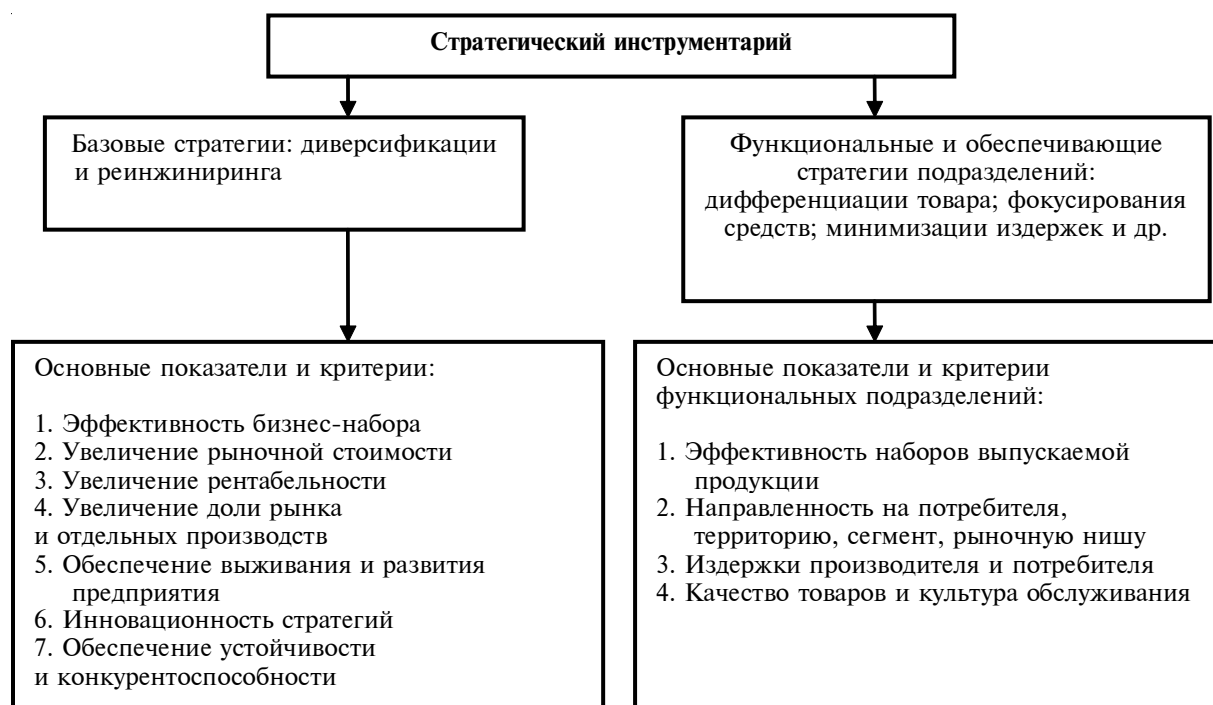 Стратегический инструментарий
Базовые стратегии: диверсификации
и реинжиниринга
Функциональные и обеспечивающие
стратегии подразделений:
дифференциации товара; фокусирования
средств; минимизации издержек и др.
Основные показатели и критерии:
1. Эффективность бизнес-набора
2. Увеличение рыночной стоимости
3. Увеличение рентабельности
4. Увеличение доли рынка
и отдельных производств
5. Обеспечение выживания и развития
предприятия
6. Инновационность стратегий
7. Обеспечение устойчивости
и конкурентоспособности
Основные показатели и критерии
функциональных подразделений:
1. Эффективность наборов выпускаемой
продукции
2. Направленность на потребителя,
территорию, сегмент, рыночную нишу
3. Издержки производителя и потребителя
4. Качество товаров и культура обслуживания